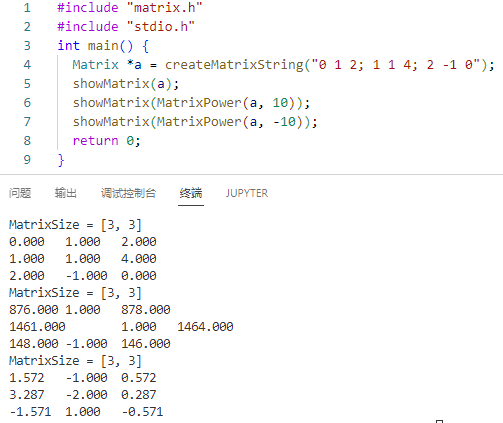 1 #include "matrix.h"
2 #include "stdio.h"
3 int main() {
4 Matrix *a = createMatrixString("0 1 2; 1 1 4; 2 -1 0");
5 showMatrix(a);
6 showMatrix(MatrixPower(a, 10));
7 showMatrix(MatrixPower(a, -10));
8 return 0;
9 }
问题 输出 调试控制台 终端 JUPYTER
MatrixSize = [3, 3]
0.000 1.000 2.000
1.000 1.000 4.000
2.000 -1.000 0.000
MatrixSize = [3, 3]
876.000 1.000 878.000
1461.000 1.000 1464.000
148.000 -1.000 146.000
MatrixSize = [3, 3]
1.572 -1.000 0.572
3.287 -2.000 0.287
-1.571 1.000 -0.571